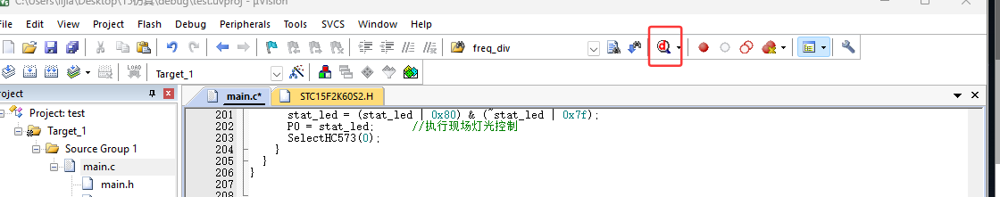 C:\Users\lijia\Desktop\15仿真\debug\test.uvproj - µVision
File Edit View Project Flash Debug Peripherals Tools SVCS Window Help
freq_div
LOAD
Target_1
Project
main.c*
STC15F2K60S2.H
Project: test
Target_1
Source Group 1
main.c
main.h
201 stat_led = (stat_led | 0x80) & (~stat_led | 0x7f);
202 P0 = stat_led; //执行现场灯光控制
203 SelectHC573(0);
204 }
205 }
206 }
207
208